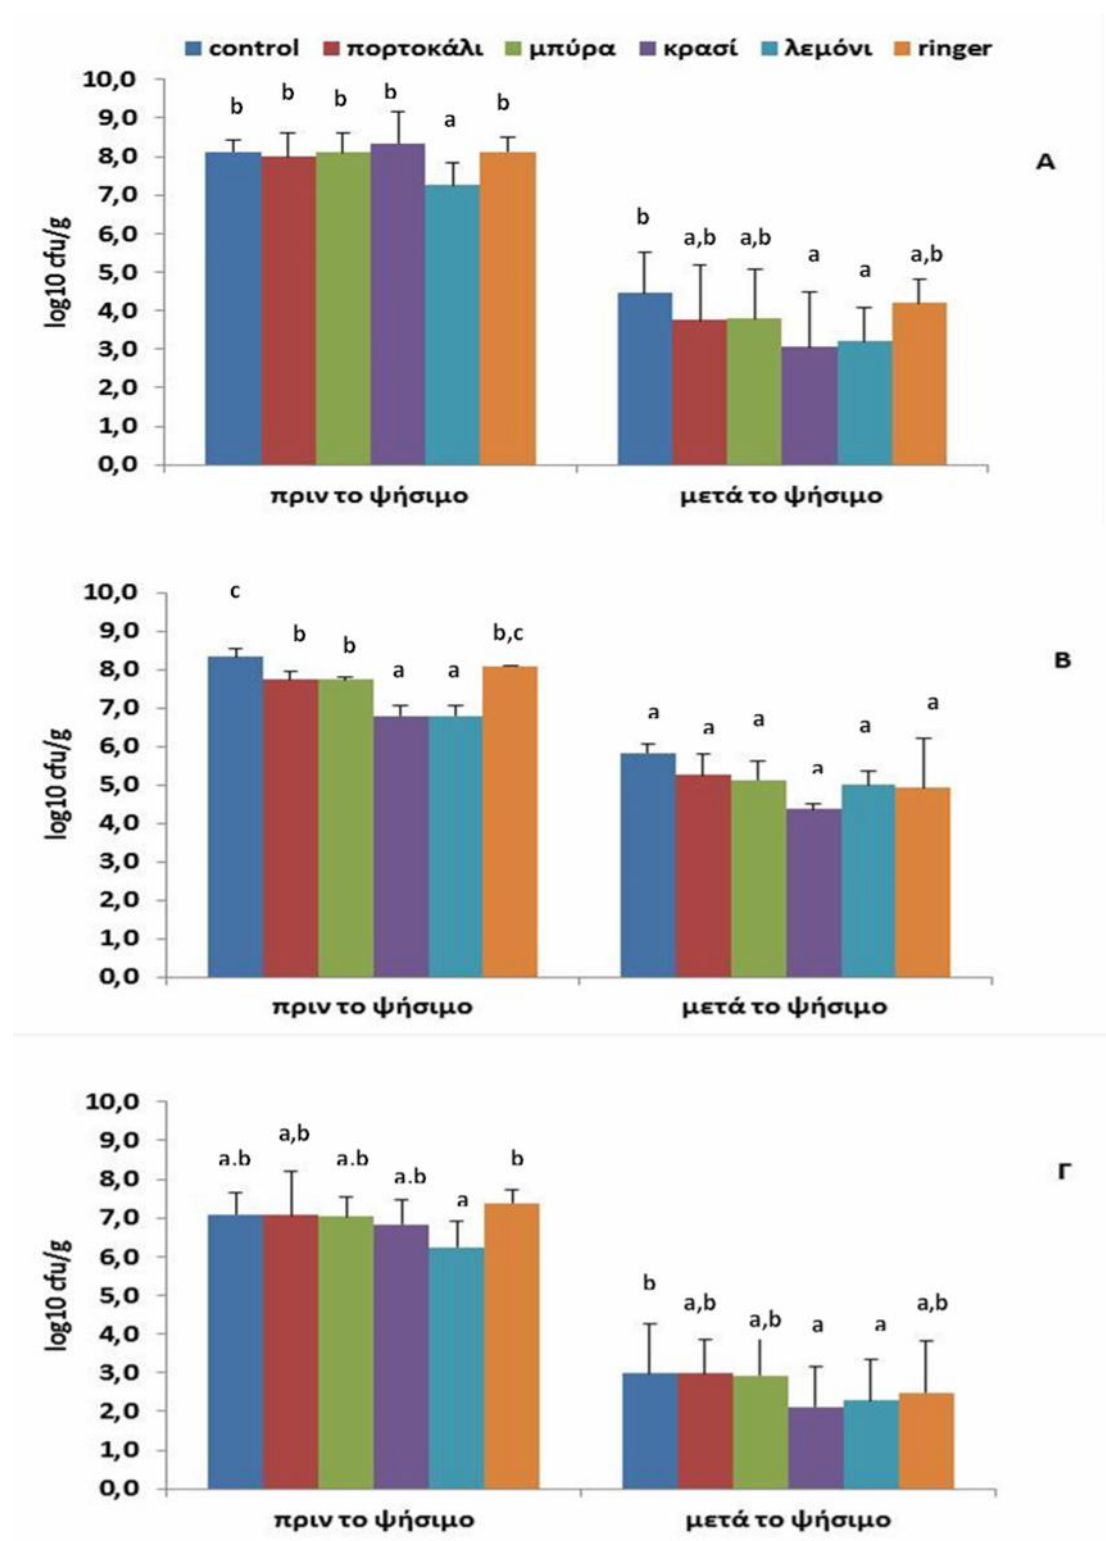 control πορτοκάλι μπύρα κρασί λεμόνι ringer
10,0
9,0
8,0
7,0
6,0
5,0
4,0
3,0
2,0
1,0
0,0
log10 cfu/g
b b b b a b
b a,b a,b a a a,b
A
πριν το ψήσιμο μετά το ψήσιμο
10,0
9,0
8,0
7,0
6,0
5,0
4,0
3,0
2,0
1,0
0,0
log10 cfu/g
c b b a a b,c
a a a a a a
B
πριν το ψήσιμο μετά το ψήσιμο
10,0
9,0
8,0
7,0
6,0
5,0
4,0
3,0
2,0
1,0
0,0
log10 cfu/g
a.b a,b a.b a.b a b
b a,b a,b a a a,b
Γ
πριν το ψήσιμο μετά το ψήσιμο